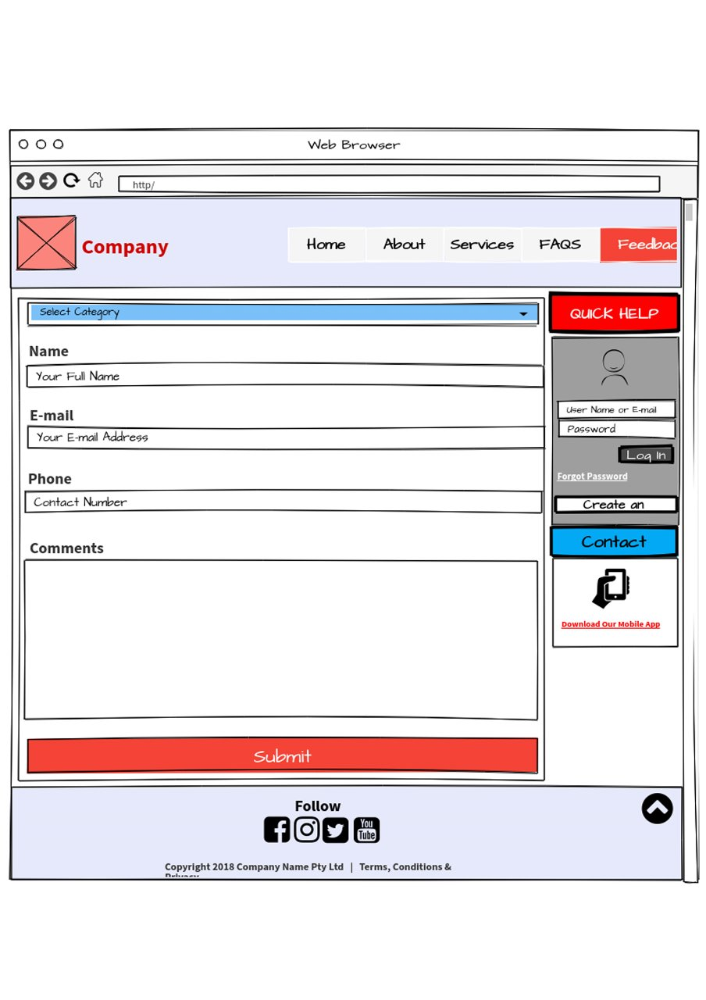 Web Browser
http/
Company
Home
About
Services
FAQS
Feedbac
Select Category
Name
Your Full Name
E-mail
Your E-mail Address
Phone
Contact Number
Comments
Submit
QUICK HELP
User Name or E-mail
Password
Log In
Forgot Password
Create an
Contact
Download Our Mobile App
Follow
You
Tube
Copyright 2018 Company Name Pty Ltd | Terms, Conditions &
Privacy